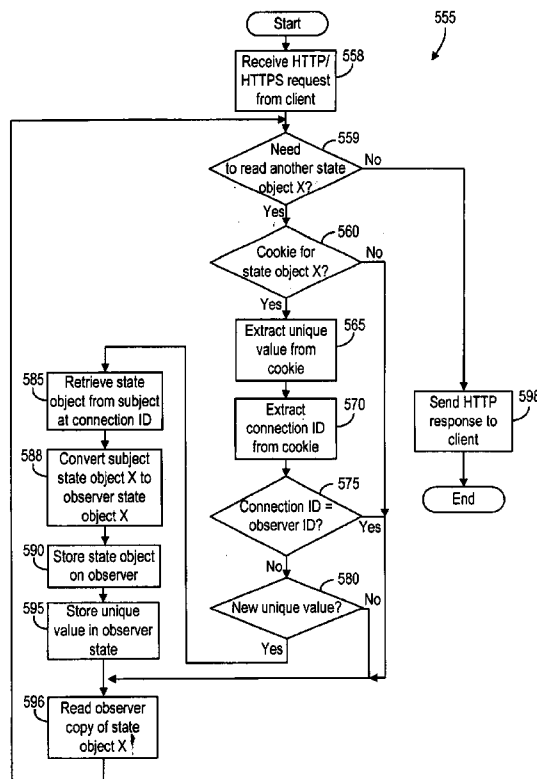 Start
555
Receive HTTP/
HTTPS request
from client
558
Need
to read another state
object X?
559
No
Yes
Cookie for
state object X?
560
No
Yes
Extract unique
value from
cookie
565
Extract
connection ID
from cookie
570
Connection ID =
observer ID?
575
Yes
No
New unique value?
580
No
Yes
585
Retrieve state
object from subject
at connection ID
588
Convert subject
state object X to
observer state
object X
590
Store state object
on observer
595
Store unique
value in observer
state
596
Read observer
copy of state
object X
Send HTTP
response to
client
598
End